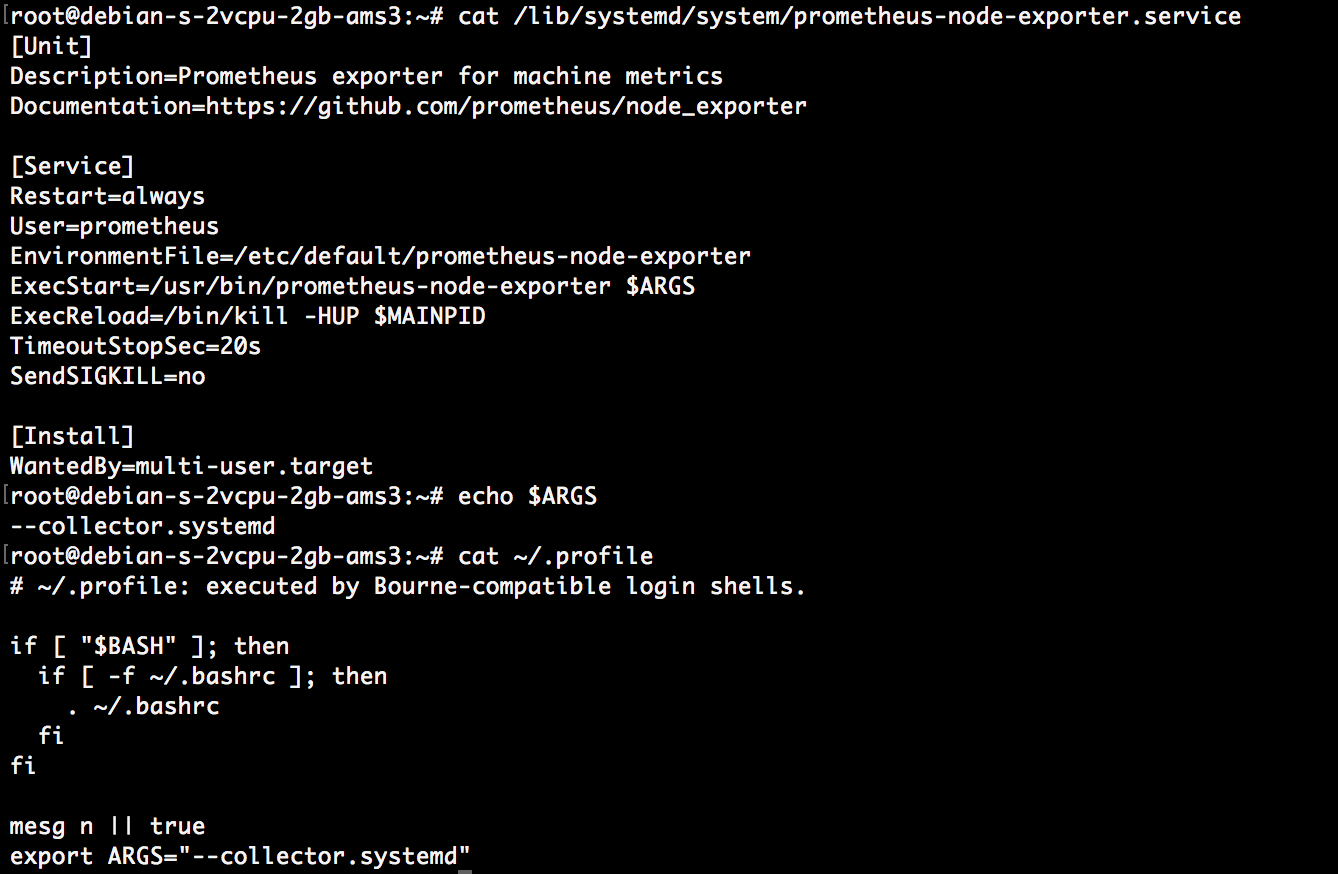 [root@debian-s-2vcpu-2gb-ams3:~# cat /lib/systemd/system/prometheus-node-exporter.service
[Unit]
Description=Prometheus exporter for machine metrics
Documentation=https://github.com/prometheus/node_exporter

[Service]
Restart=always
User=prometheus
EnvironmentFile=/etc/default/prometheus-node-exporter
ExecStart=/usr/bin/prometheus-node-exporter $ARGS
ExecReload=/bin/kill -HUP $MAINPID
TimeoutStopSec=20s
SendSIGKILL=no

[Install]
WantedBy=multi-user.target
[root@debian-s-2vcpu-2gb-ams3:~# echo $ARGS
--collector.systemd
[root@debian-s-2vcpu-2gb-ams3:~# cat ~/.profile
# ~/.profile: executed by Bourne-compatible login shells.

if [ "$BASH" ]; then
  if [ -f ~/.bashrc ]; then
    . ~/.bashrc
  fi
fi

mesg n || true
export ARGS="--collector.systemd"